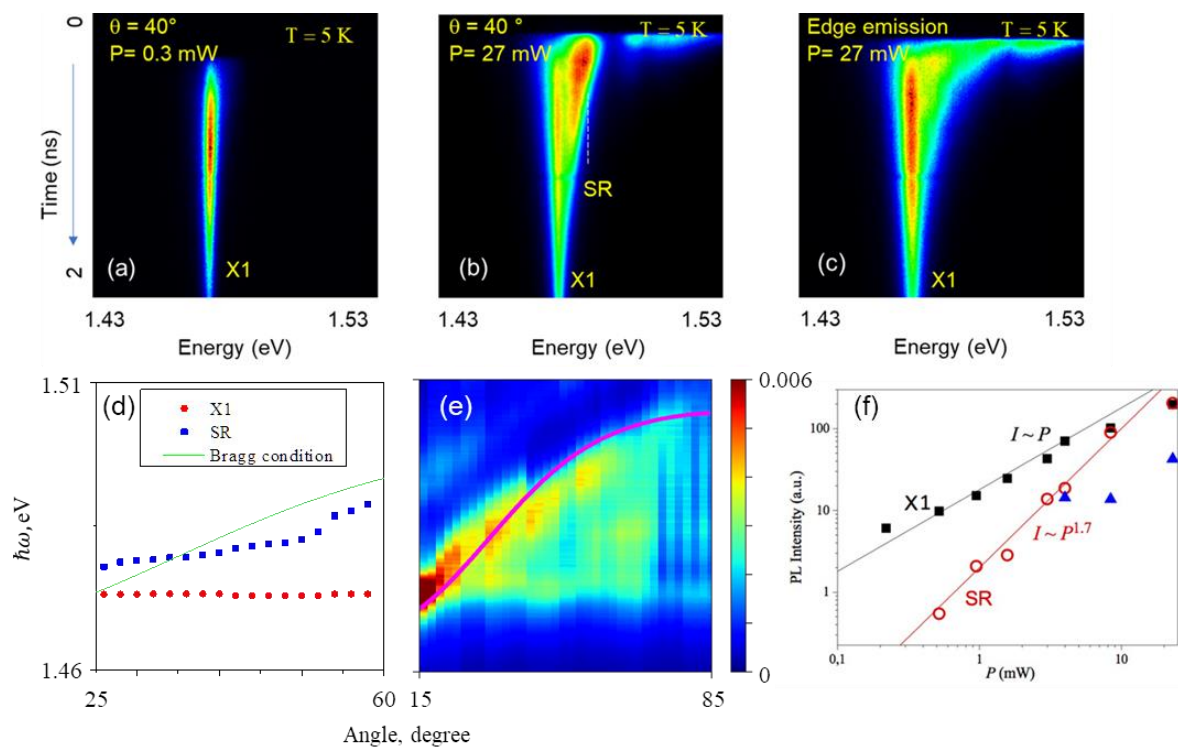 0
Time (ns)
2
θ = 40°
P= 0.3 mW
T = 5 K
(a)
X1
1.43
1.53
Energy (eV)
θ = 40 °
P= 27 mW
T = 5 K
SR
(b)
X1
1.43
1.53
Energy (eV)
Edge emission
P= 27 mW
T = 5 K
(c)
X1
1.43
1.53
Energy (eV)
1.51
ħω, eV
1.46
(d)
X1
SR
Bragg condition
25
60
(e)
0.006
0
15
85
Angle, degree
(f)
PL Intensity (a.u.)
100
10
1
I ~ P
X1
I ~ P^1.7
SR
0,1
1
10
P (mW)